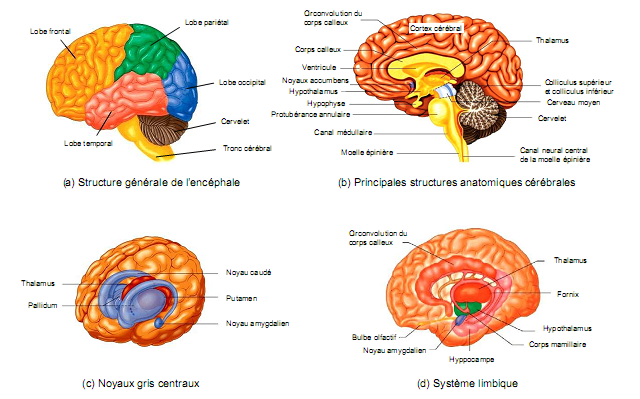 Lobe frontal
Lobe pariétal
Lobe occipital
Cervelet
Lobe temporal
Tronc cérébral
(a) Structure générale de l'encéphale
Circonvolution du
corps calleux
Cortex cérébral
Thalamus
Corps calleux
Ventricule
Noyaux accumbens
Hypothalamus
Hypophyse
Protubérance annulaire
Canal médullaire
Moelle épinière
Colliculus supérieur
et colliculus inférieur
Cerveau moyen
Cervelet
Canal neural central
de la moelle épinière
(b) Principales structures anatomiques cérébrales
Thalamus
Pallidum
Noyau caudé
Putamen
Noyau amygdalien
(c) Noyaux gris centraux
Circonvolution du
corps calleux
Thalamus
Fornix
Hypothalamus
Corps mamillaire
Bulbe olfactif
Noyau amygdalien
Hyppocampe
(d) Système limbique